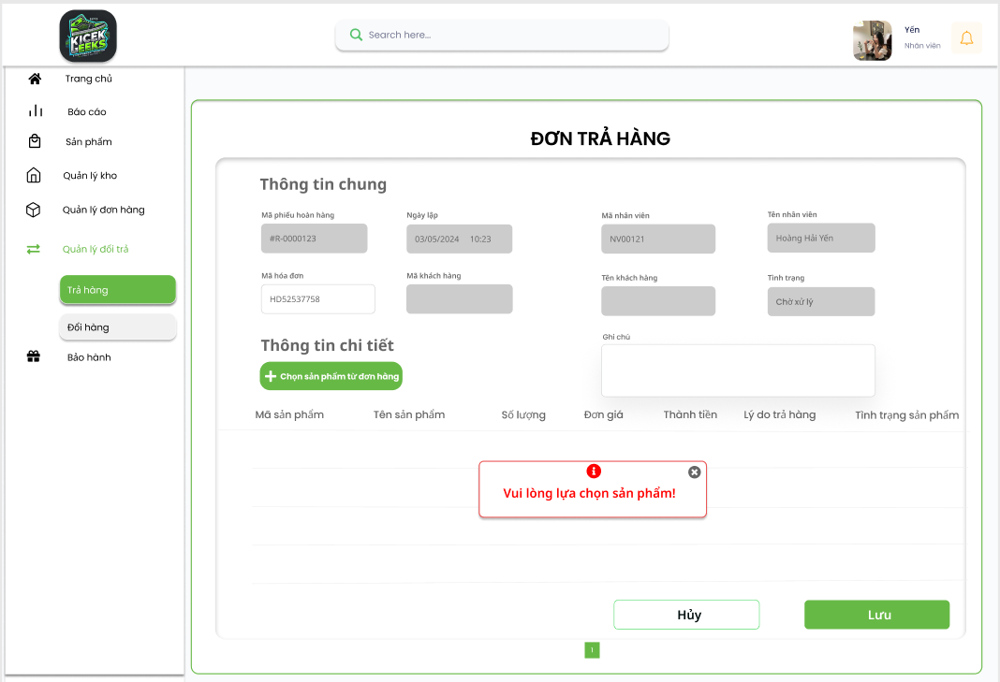 KICEK
GEEKS
Search here...
Yến
Nhân viên
Trang chủ
Báo cáo
Sản phẩm
Quản lý kho
Quản lý đơn hàng
Quản lý đổi trả
Trả hàng
Đổi hàng
Bảo hành
ĐƠN TRẢ HÀNG
Thông tin chung
Mã phiếu hoàn hàng
Ngày lập
Mã nhân viên
Tên nhân viên
#R-0000123
03/05/2024 10:23
NV00121
Hoàng Hải Yến
Mã hóa đơn
Mã khách hàng
Tên khách hàng
Tình trạng
HD52537758
Chờ xử lý
Thông tin chi tiết
Ghi chú
Chọn sản phẩm từ đơn hàng
Mã sản phẩm
Tên sản phẩm
Số lượng
Đơn giá
Thành tiền
Lý do trả hàng
Tình trạng sản phẩm
Vui lòng lựa chọn sản phẩm!
Hủy
Lưu
1